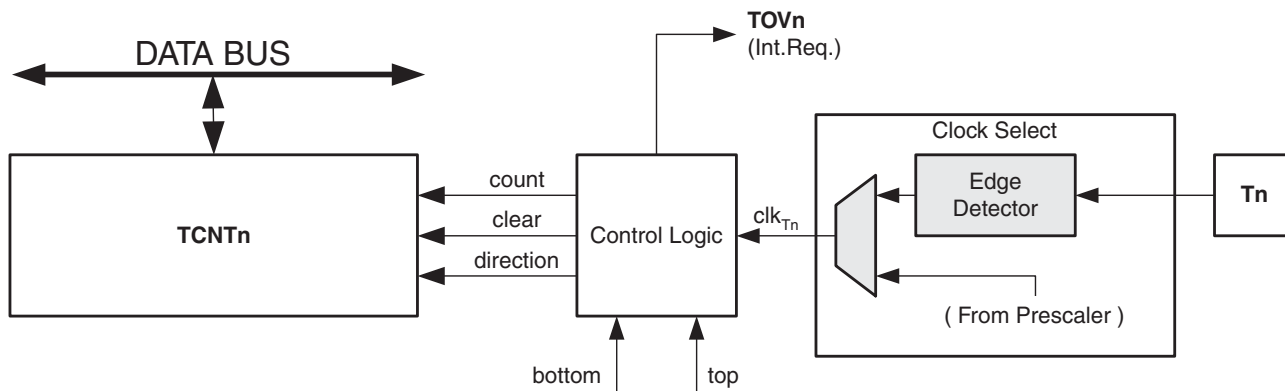 TOVn
(Int.Req.)
DATA BUS
Clock Select
count
clear
direction
TCNTn
Control Logic
clkTn
Edge
Detector
Tn
( From Prescaler )
bottom
top